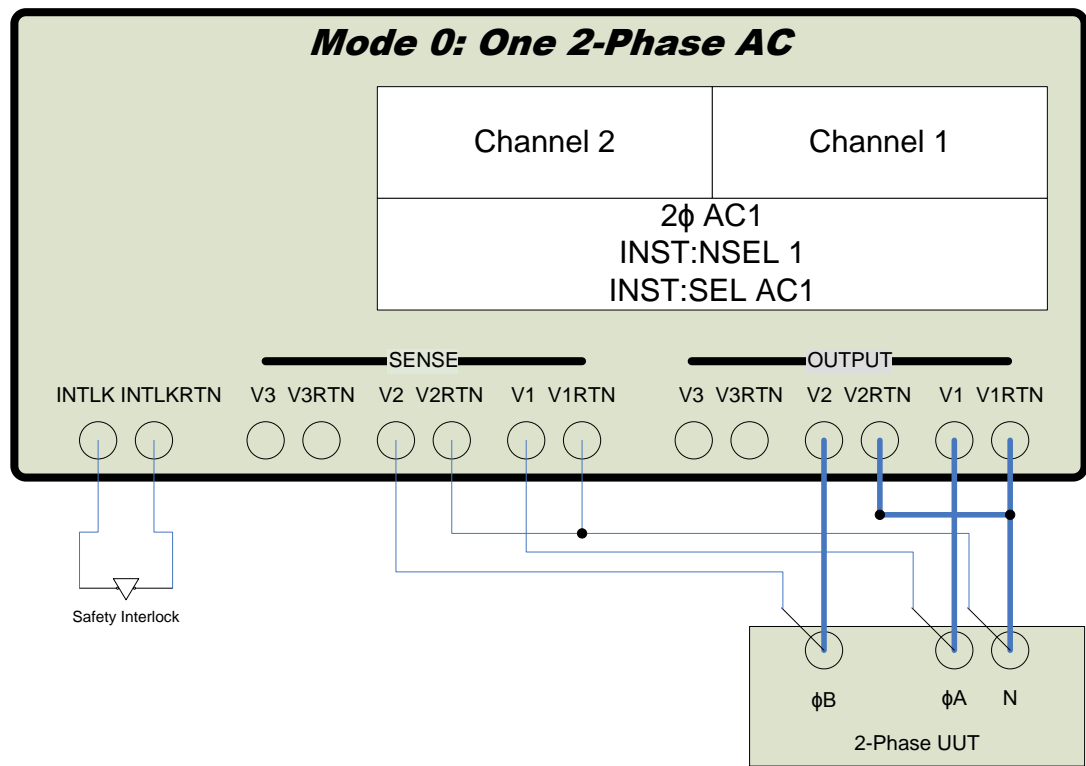 Mode 0: One 2-Phase AC
Channel 2 Channel 1
2ϕ AC1
INST:NSEL 1
INST:SEL AC1
SENSE OUTPUT
INTLK INTLKRTN V3 V3RTN V2 V2RTN V1 V1RTN V3 V3RTN V2 V2RTN V1 V1RTN
Safety Interlock
ϕB ϕA N
2-Phase UUT